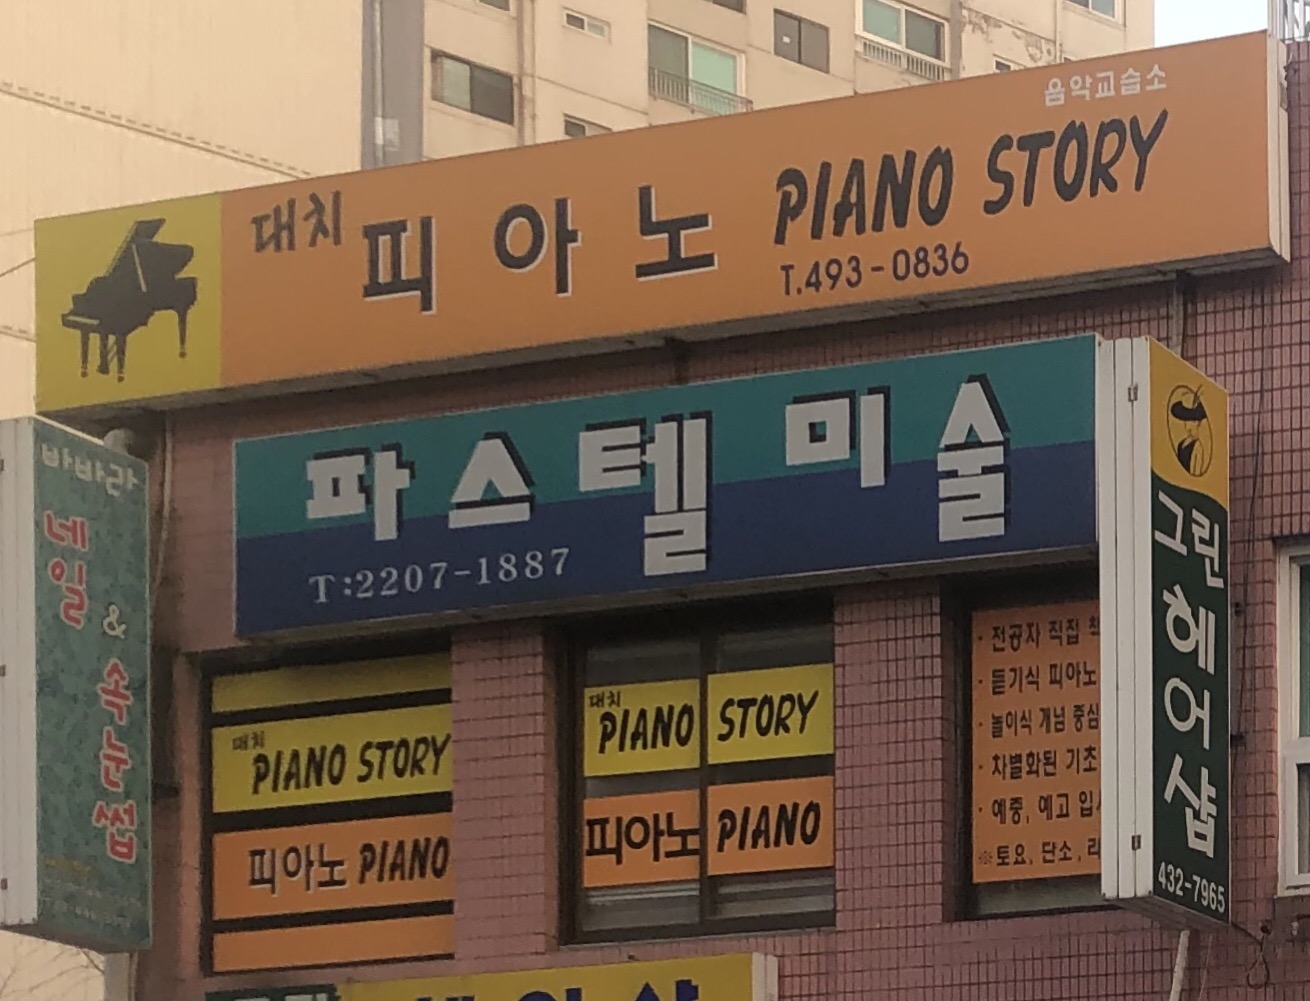 음악교습소
대치 피아노 PIANO STORY
T.493-0836
파스텔 미술
T:2207-1887
바바라
네일
&
속눈썹
그린
헤어샵
432-7965
대치
PIANO STORY
피아노 PIANO
대치
PIANO STORY
피아노 PIANO
· 전공자 직접
· 듣기식 피아노
· 놀이식 개념 중심
· 차별화된 기초
· 예중, 예고
토요, 단소,